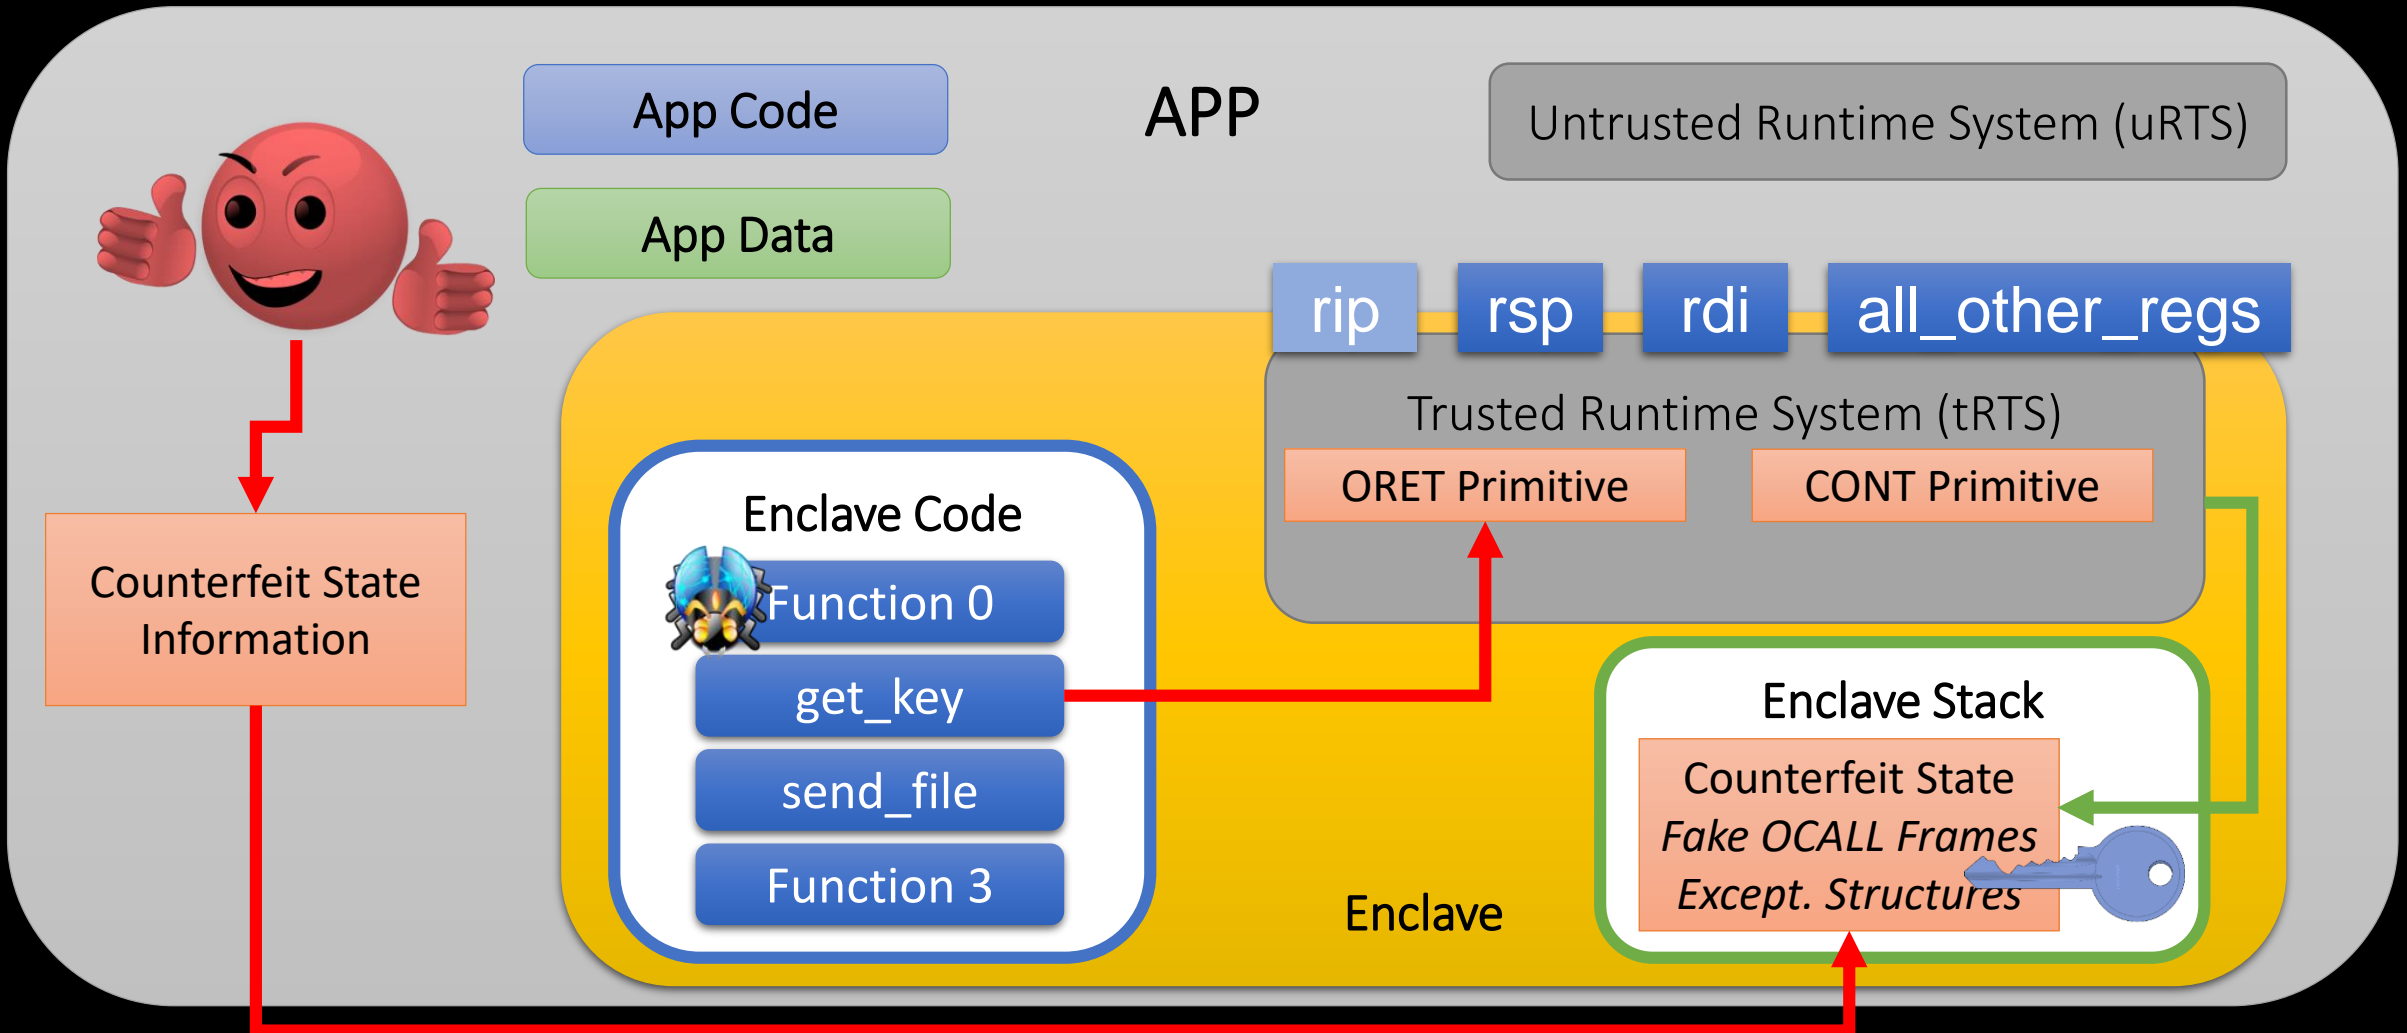 App Code
APP
Untrusted Runtime System (uRTS)
App Data
rip
rsp
rdi
all_other_regs
Trusted Runtime System (tRTS)
ORET Primitive
CONT Primitive
Enclave Code
Counterfeit State
Information
Function 0
get_key
send_file
Function 3
Enclave Stack
Counterfeit State
Fake OCALL Frames
Except. Structures
Enclave